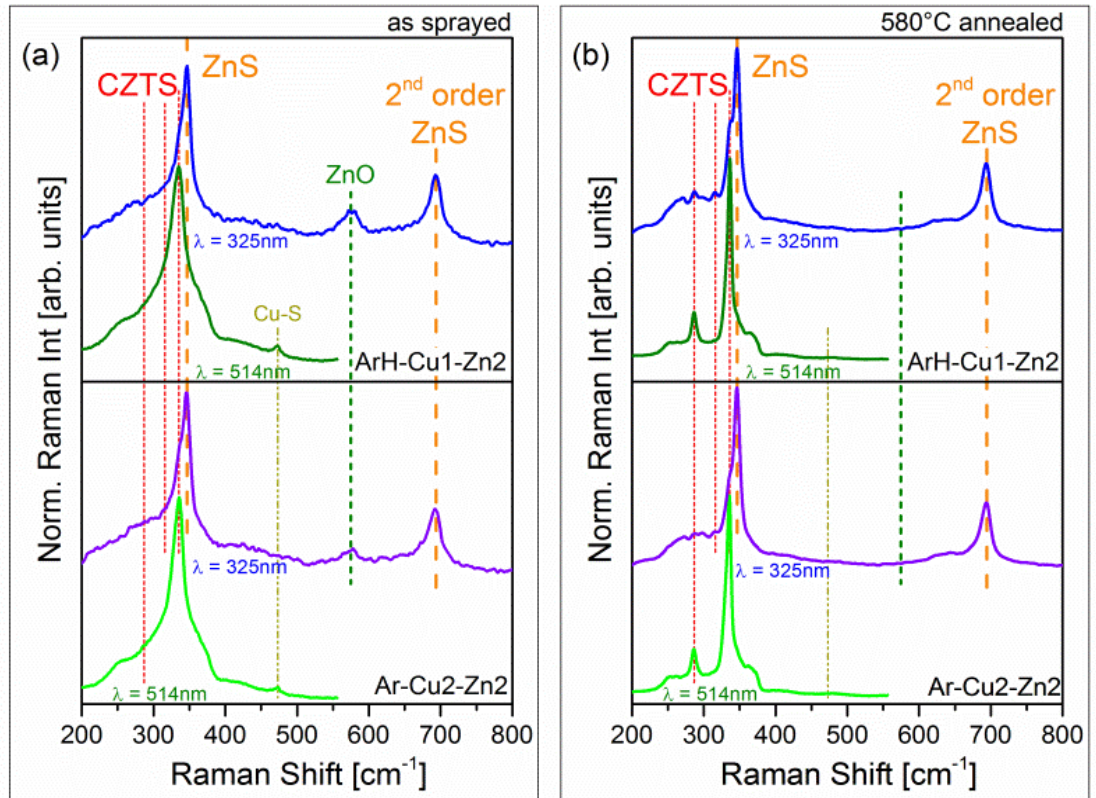 as sprayed
(a)
CZTS
ZnS
2nd order
ZnS
ZnO
λ = 325nm
Cu-S
λ = 514nm
ArH-Cu1-Zn2
λ = 325nm
λ = 514nm
Ar-Cu2-Zn2
Norm. Raman Int [arb. units]
200 300 400 500 600 700 800
Raman Shift [cm-1]
580°C annealed
(b)
CZTS
ZnS
2nd order
ZnS
λ = 325nm
λ = 514nm
ArH-Cu1-Zn2
λ = 325nm
λ = 514nm
Ar-Cu2-Zn2
Norm. Raman Int [arb. units]
200 300 400 500 600 700 800
Raman Shift [cm-1]